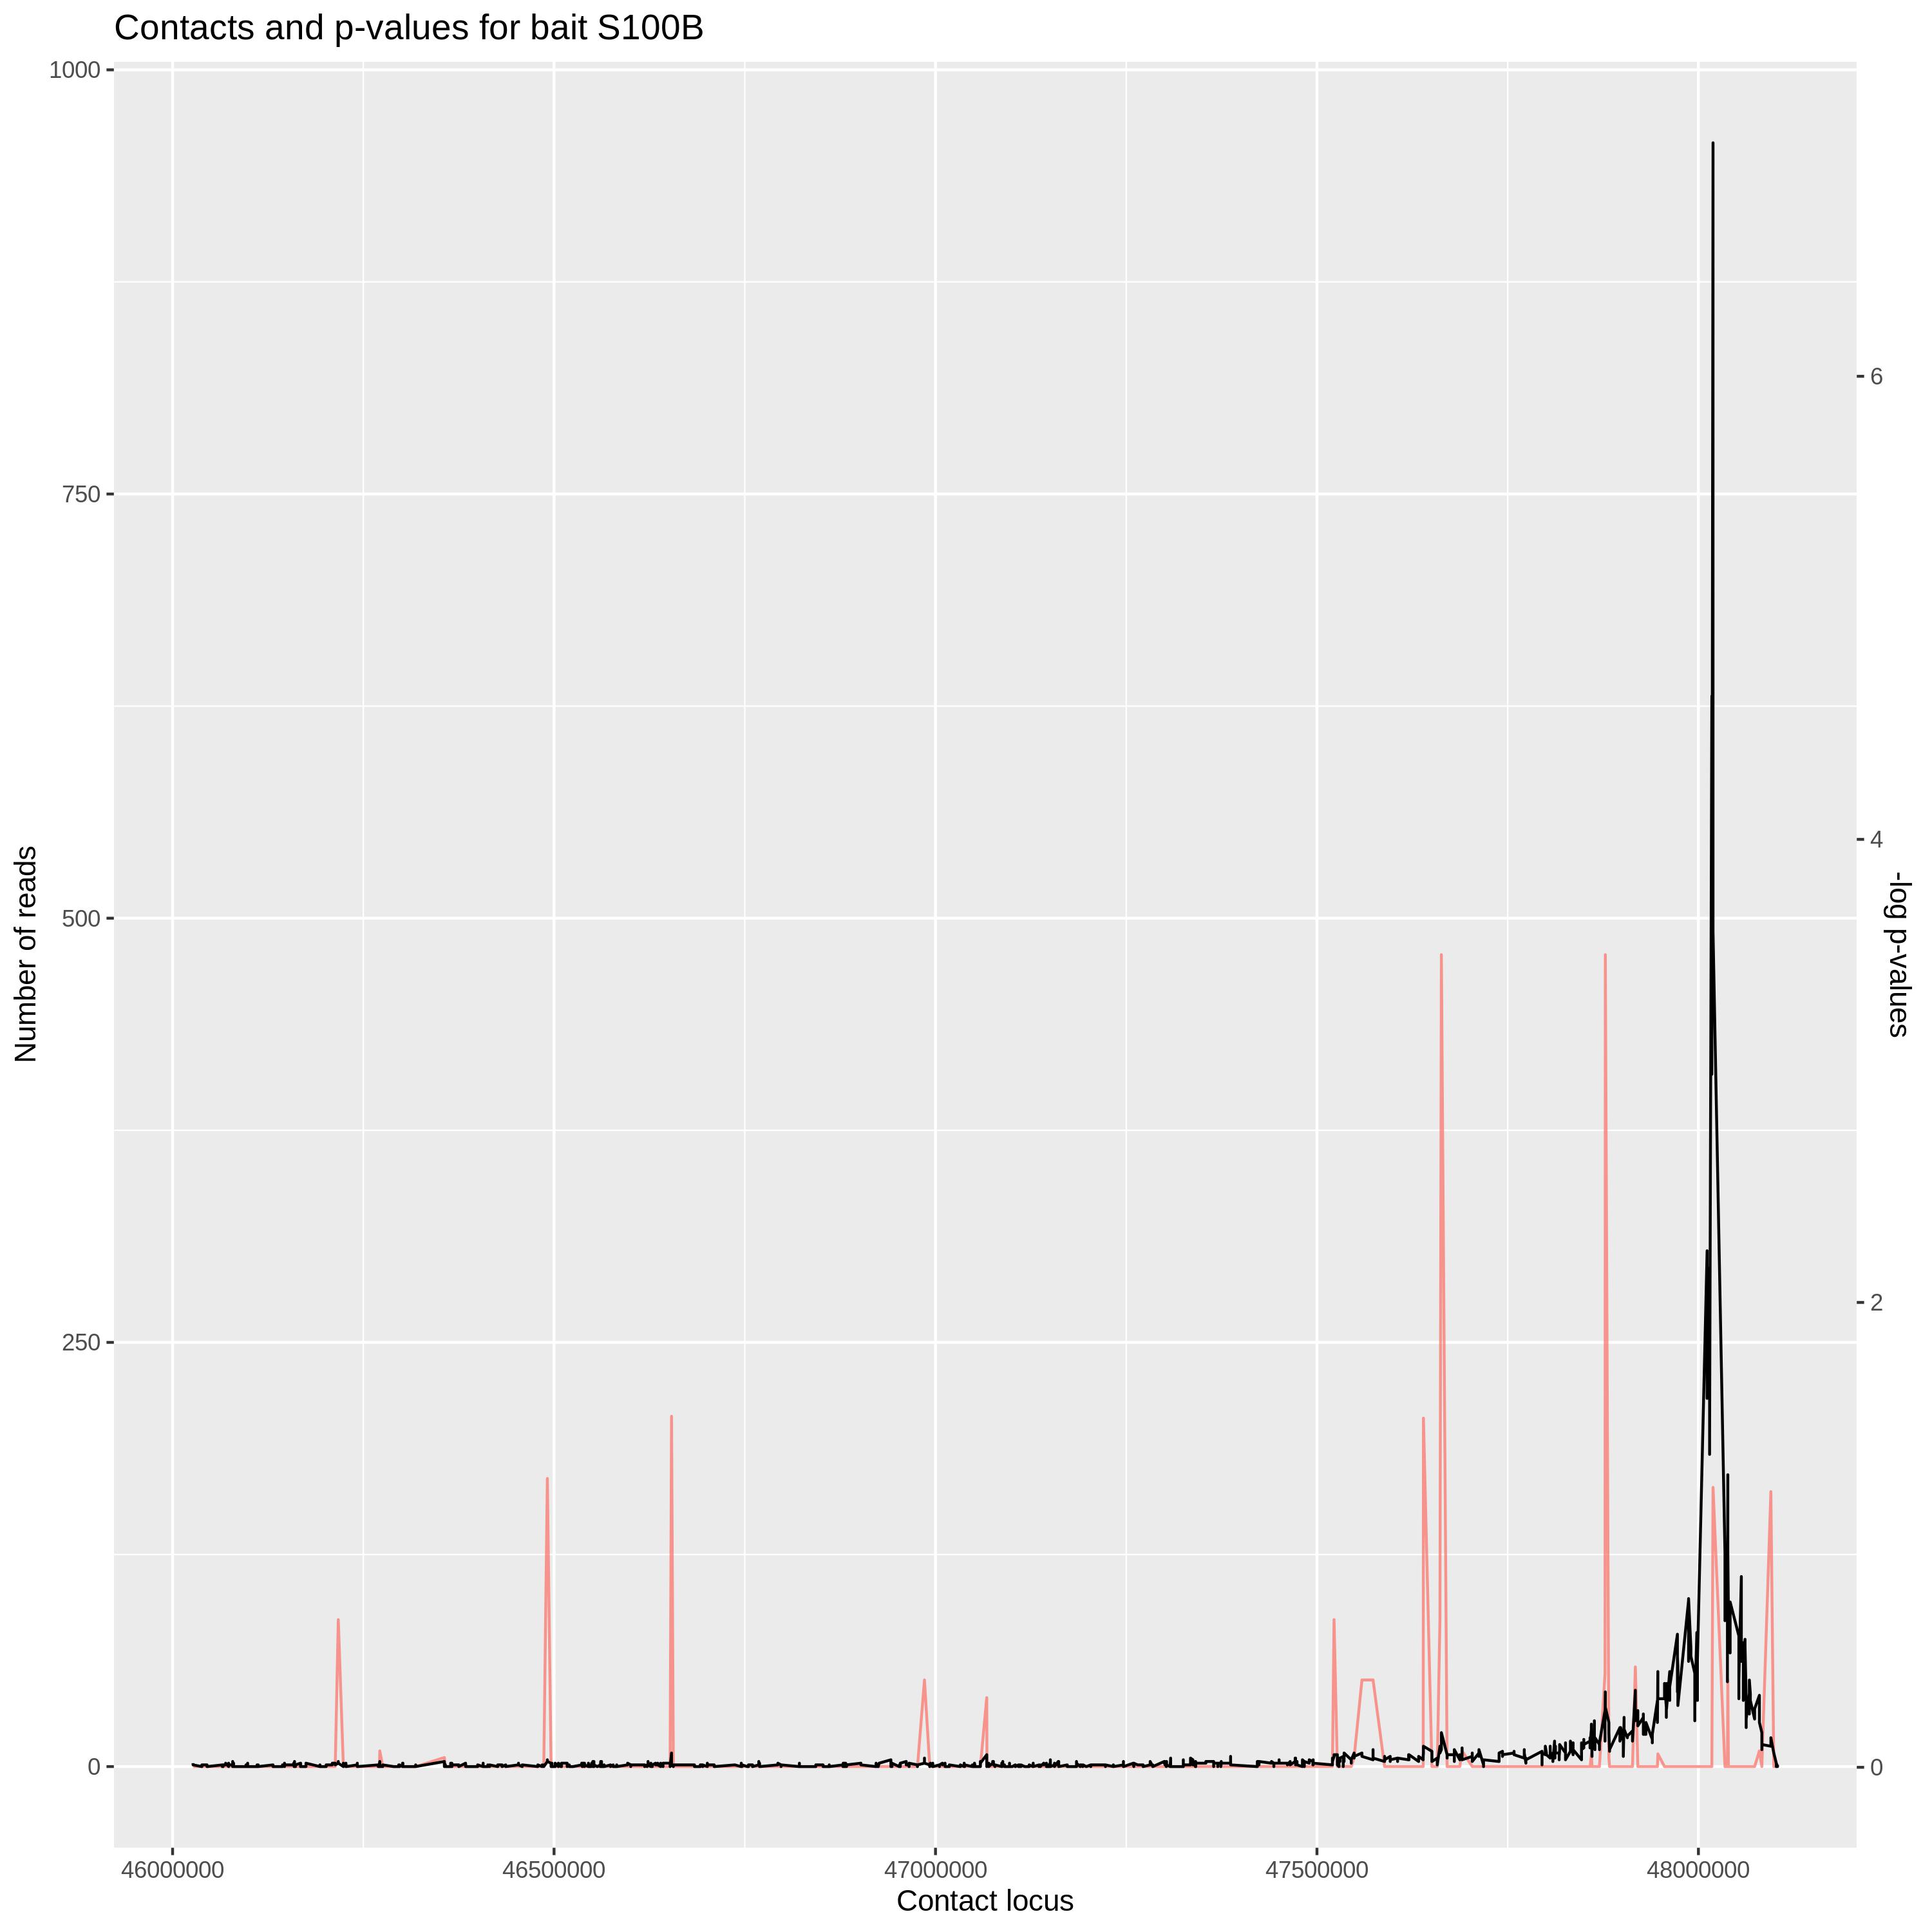 Contacts and p-values for bait S100B
1000
750
500
250
0
Number of reads
6
4
2
0
-log p-values
46000000 46500000 47000000 47500000 48000000
Contact locus